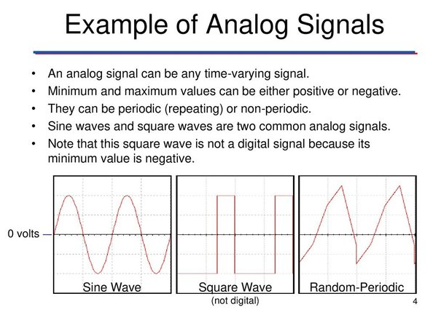 Example of Analog Signals
• An analog signal can be any time-varying signal.
• Minimum and maximum values can be either positive or negative.
• They can be periodic (repeating) or non-periodic.
• Sine waves and square waves are two common analog signals.
• Note that this square wave is not a digital signal because its
minimum value is negative.
0 volts
Sine Wave
Square Wave
(not digital)
Random-Periodic
4